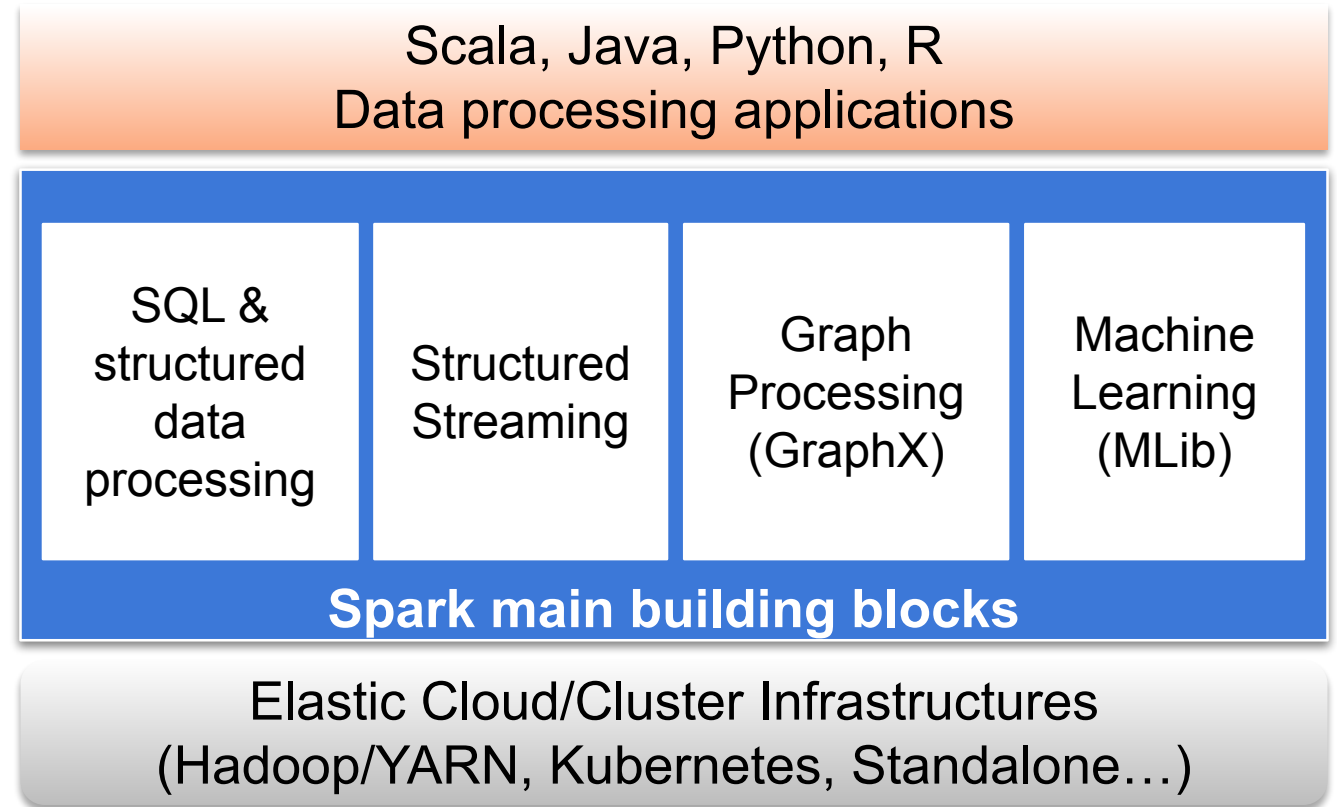 Scala, Java, Python, R
Data processing applications
SQL &
structured
data
processing
Structured
Streaming
Graph
Processing
(GraphX)
Machine
Learning
(MLib)
Spark main building blocks
Elastic Cloud/Cluster Infrastructures
(Hadoop/YARN, Kubernetes, Standalone…)